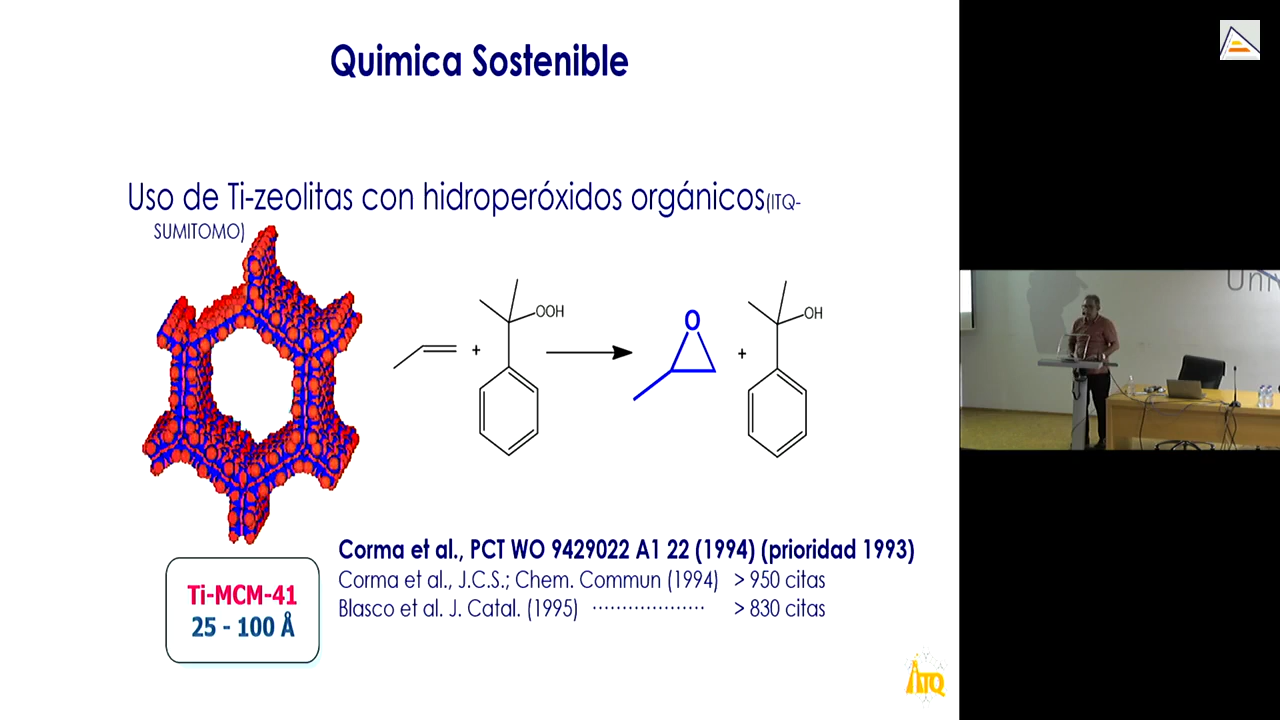 Quimica Sostenible
Uso de Ti-zeolitas con hidroperóxidos orgánicos(ITQ-
SUMITOMO)
OOH
+
O
+
OH
Corma et al., PCT WO 9429022 A1 22 (1994) (prioridad 1993)
Corma et al., J.C.S.; Chem. Commun (1994) > 950 citas
Blasco et al. J. Catal. (1995) ................... > 830 citas
Ti-MCM-41
25 - 100 Å
ITQ
Univ